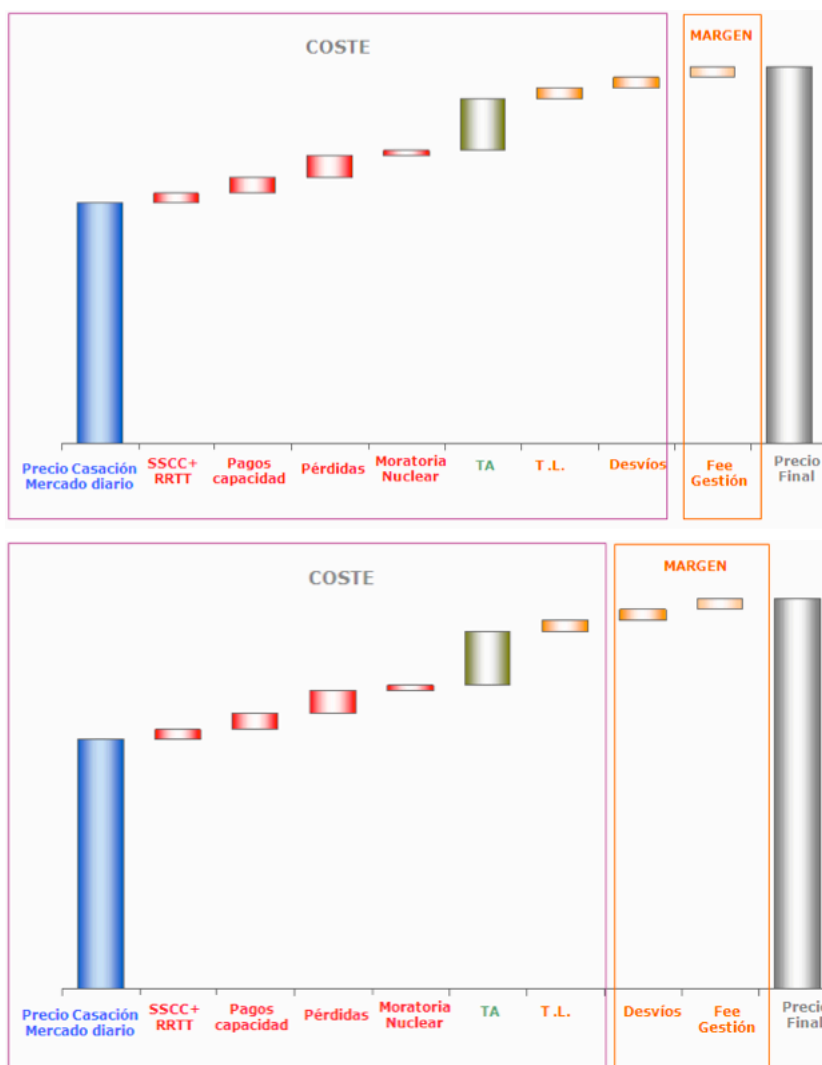 COSTE
MARGEN
Precio Casación
Mercado diario
SSCC+
RRTT
Pagos
capacidad
Pérdidas
Moratoria
Nuclear
TA
T.L.
Desvíos
Fee
Gestión
Precio
Final
COSTE
MARGEN
Precio Casación
Mercado diario
SSCC+
RRTT
Pagos
capacidad
Pérdidas
Moratoria
Nuclear
TA
T.L.
Desvíos
Fee
Gestión
Precio
Final